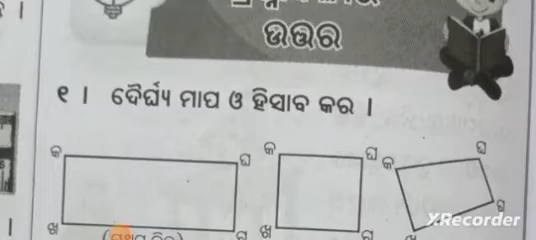 ଉତ୍ତର
୧ । ଦୈର୍ଘ୍ୟ ମାପ ଓ ହିସାବ କର ।
କ ଘ କ ଘ କ ଘ
ଖ ଗ ଖ ଗ
XRecorder